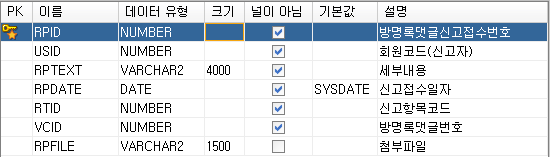 PK 이름 데이터 유형 크기 널이 아님 기본값 설명
RPID NUMBER 방명록댓글신고접수번호
USID NUMBER 회원코드(신고자)
RPTEXT VARCHAR2 4000 세부내용
RPDATE DATE SYSDATE 신고접수일자
RTID NUMBER 신고항목코드
VCID NUMBER 방명록댓글번호
RPFILE VARCHAR2 1500 첨부파일